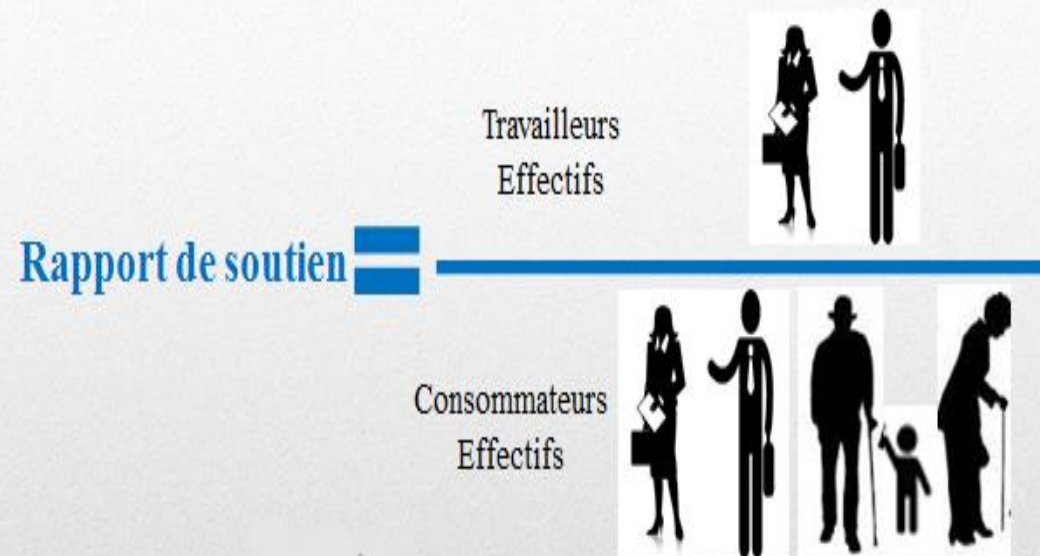 Travailleurs
Effectifs
Rapport de soutien
Consommateurs
Effectifs